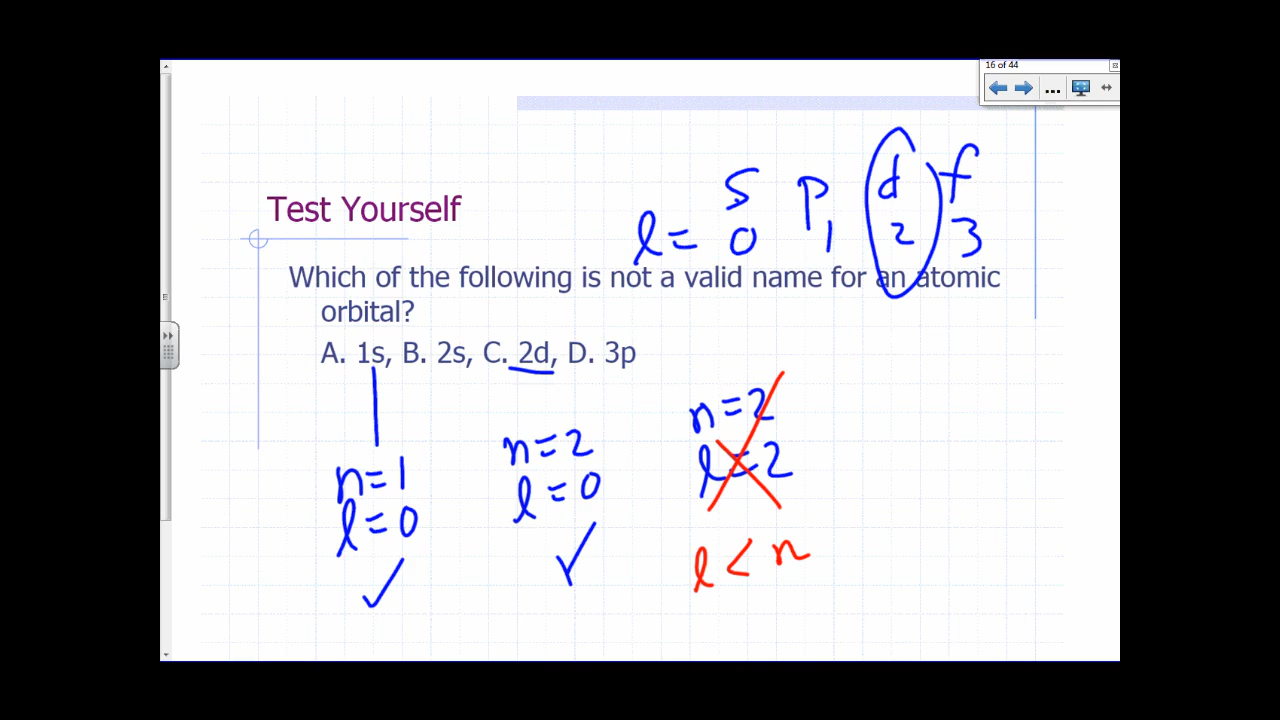 16 of 44
s p d f
l = 0 1 2 3
Test Yourself
Which of the following is not a valid name for an atomic
orbital?
A. 1s, B. 2s, C. 2d, D. 3p
n=1
l=0
n=2
l=0
n=2
l=2
l < n